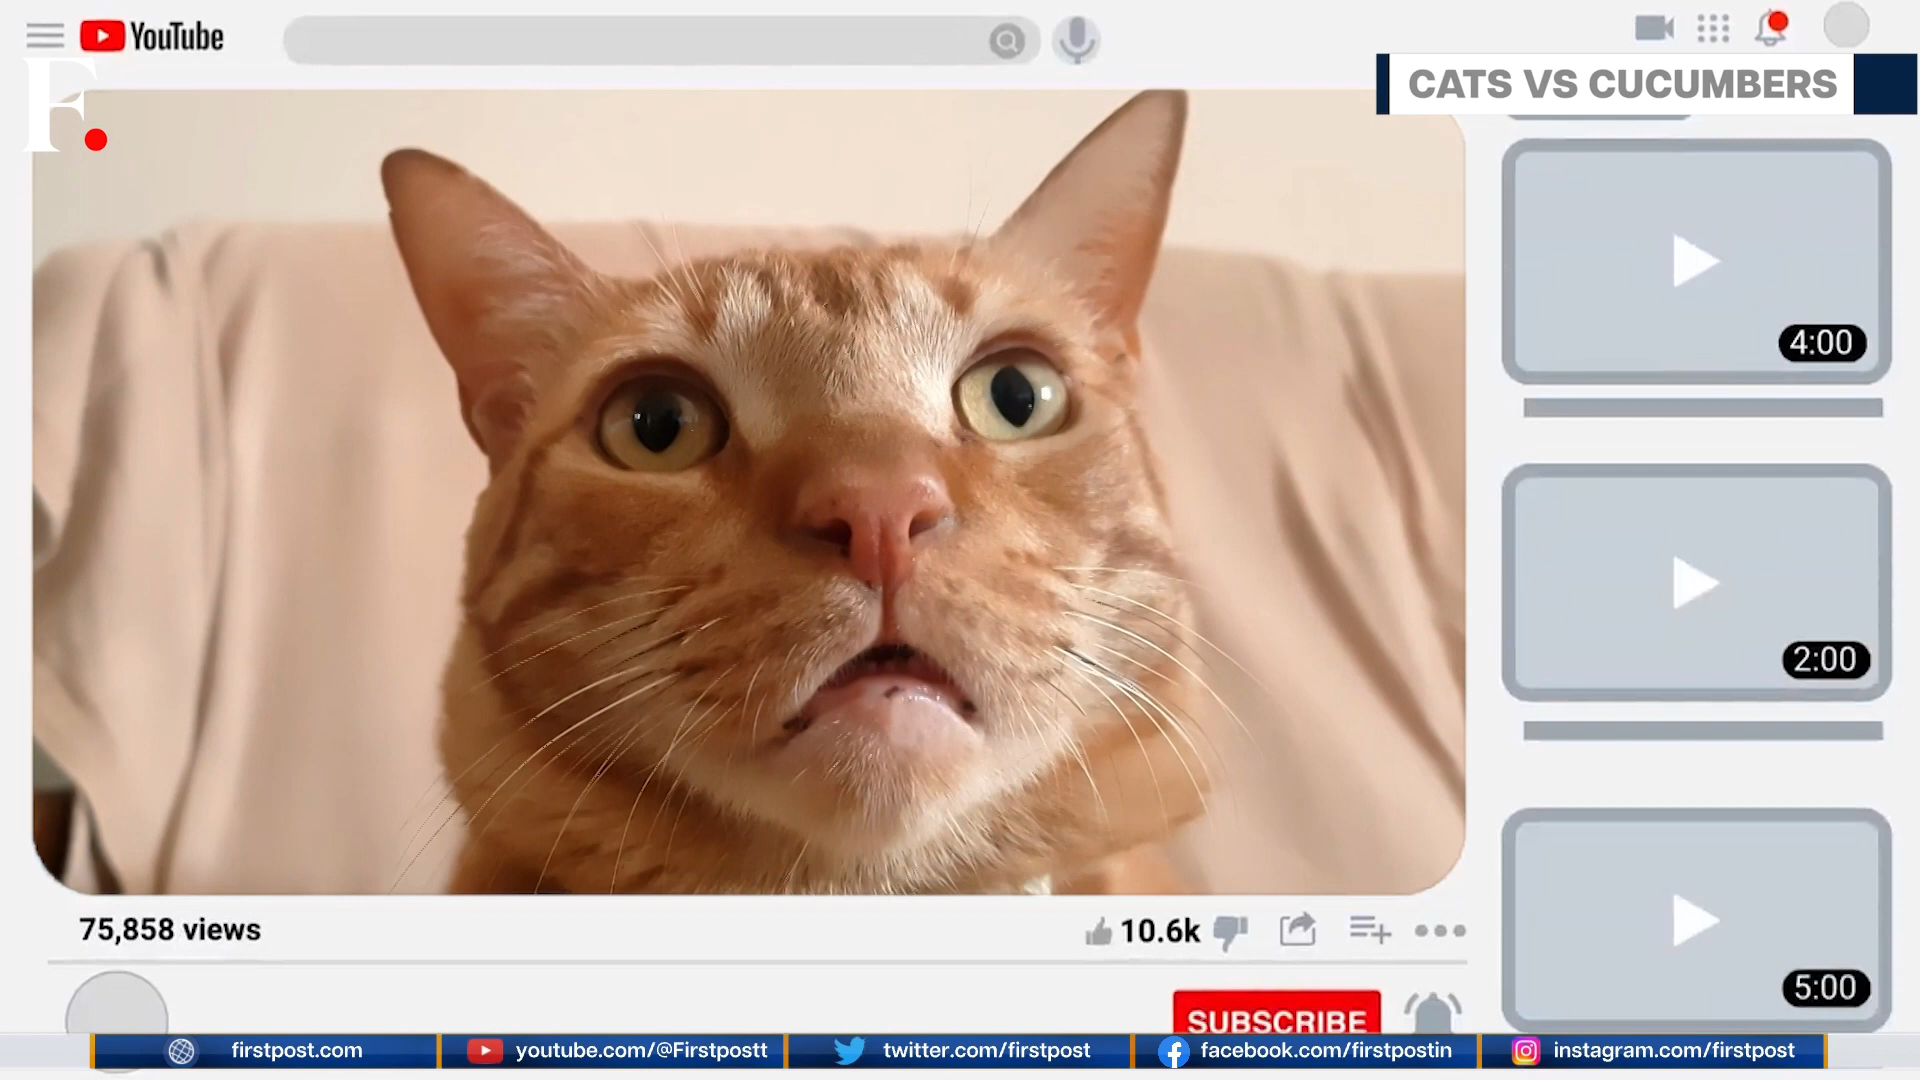 YouTube
F.
CATS VS CUCUMBERS
4:00
2:00
5:00
75,858 views
10.6k
SUBSCRIBE
firstpost.com
youtube.com/@Firstpostt
twitter.com/firstpost
facebook.com/firstpostin
instagram.com/firstpost